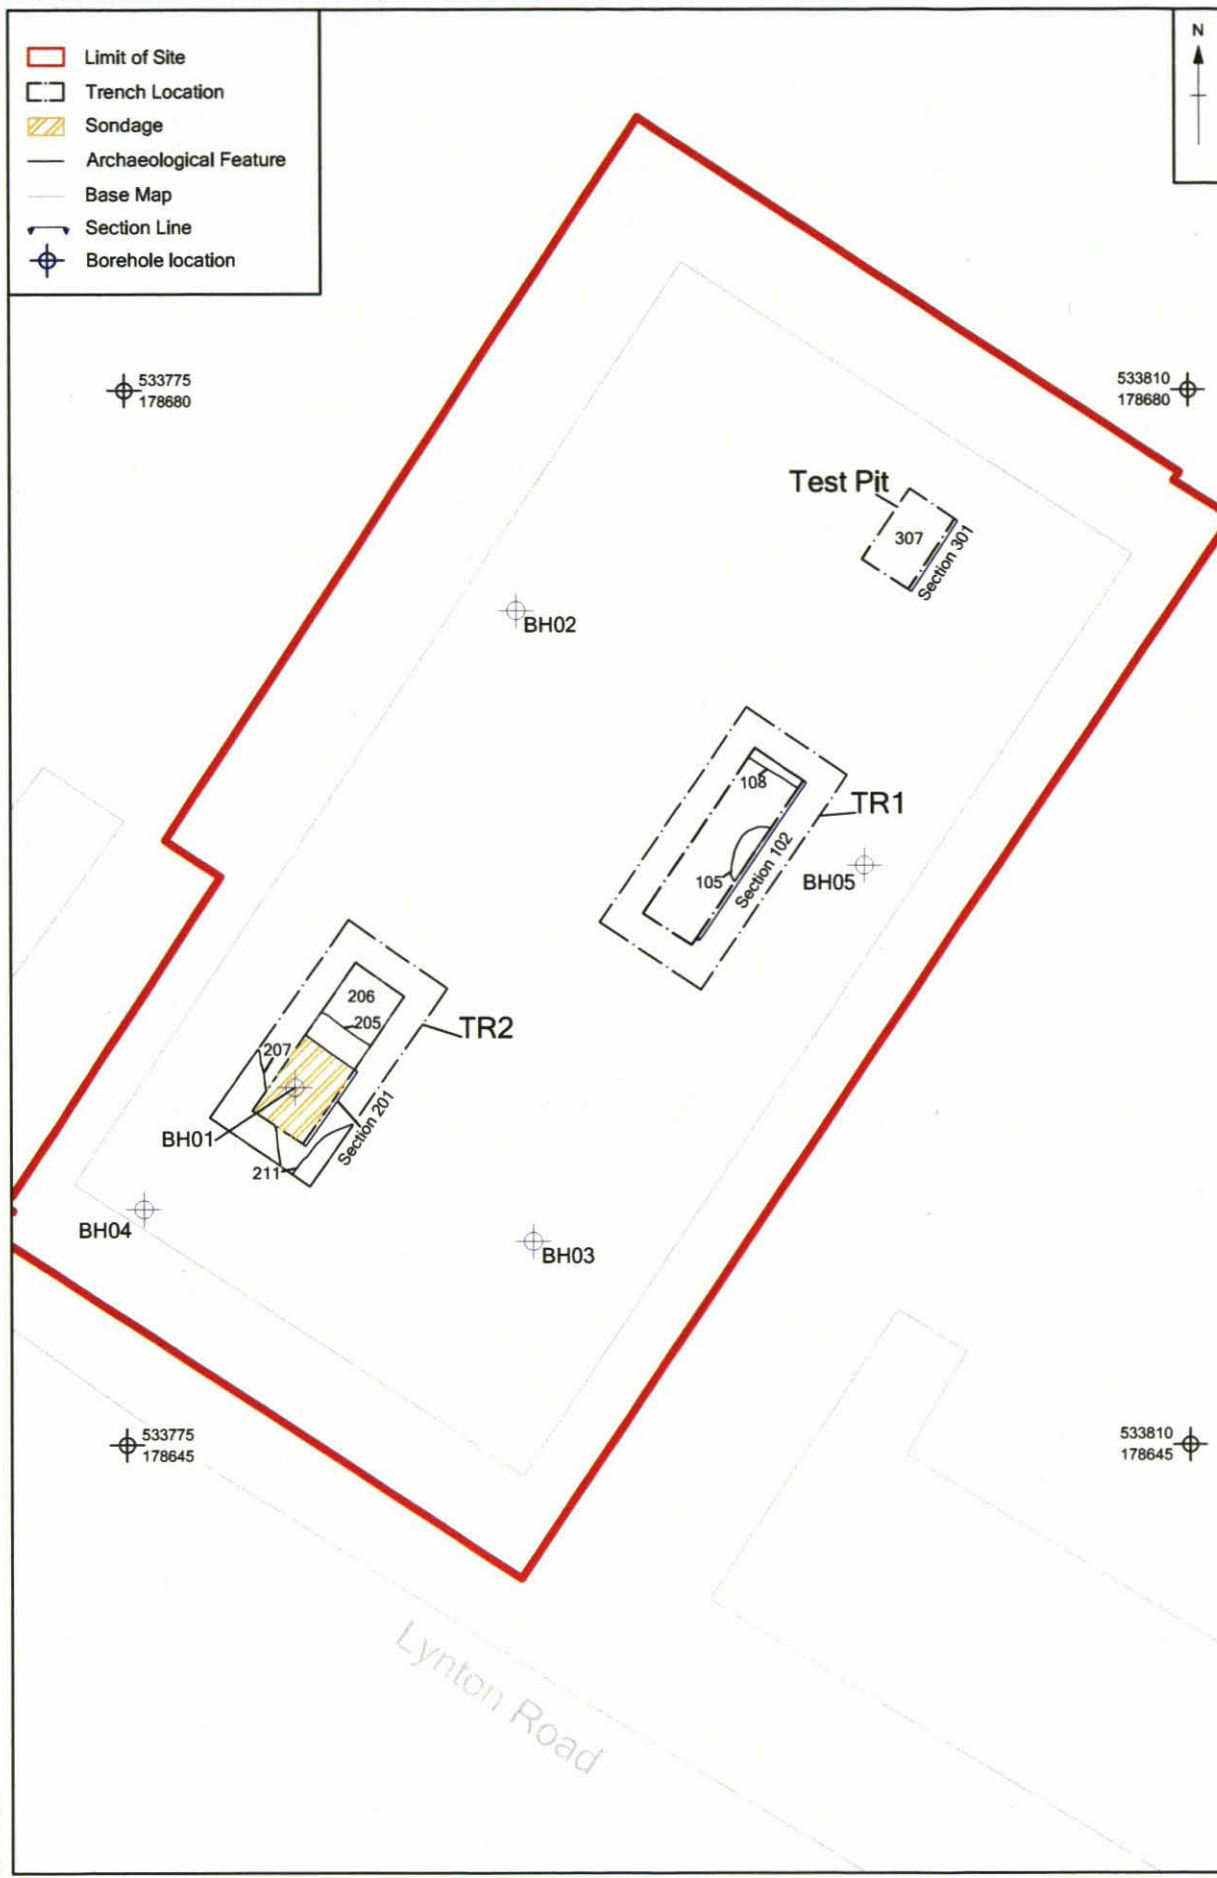 Limit of Site
Trench Location
Sondage
Archaeological Feature
Base Map
Section Line
Borehole location
N
533775
178680
533810
178680
Test Pit
307
Section 301
BH02
108
TR1
105
Section 102
BH05
206
205
TR2
207
BH01
Section 201
211
BH04
BH03
533775
178645
533810
178645
Lynton Road